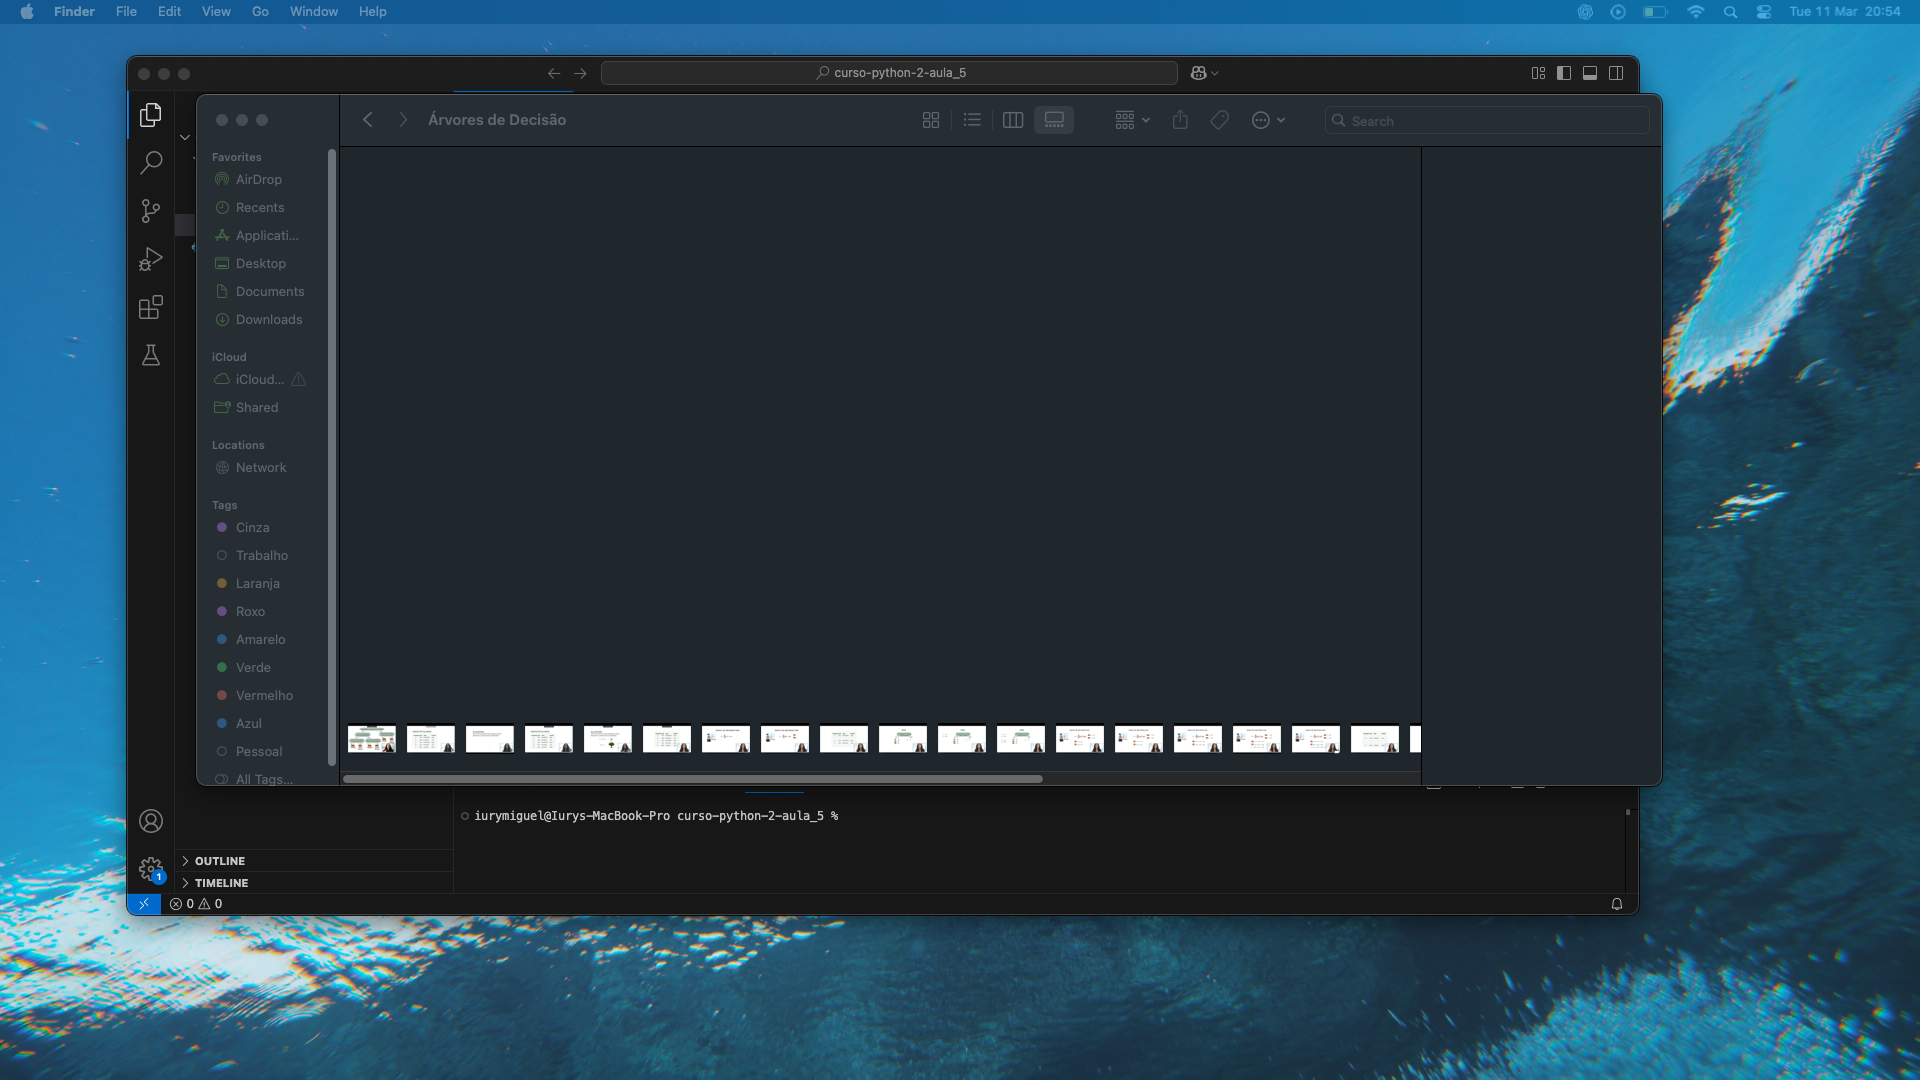 Finder File Edit View Go Window Help
Tue 11 Mar 20:54
curso-python-2-aula_5
Árvores de Decisão
Search
Favorites
AirDrop
Recents
Applicati...
Desktop
Documents
Downloads
iCloud
iCloud...
Shared
Locations
Network
Tags
Cinza
Trabalho
Laranja
Roxo
Amarelo
Verde
Vermelho
Azul
Pessoal
All Tags...
iurymiguel@Iurys-MacBook-Pro curso-python-2-aula_5 %
OUTLINE
1
TIMELINE
0 0